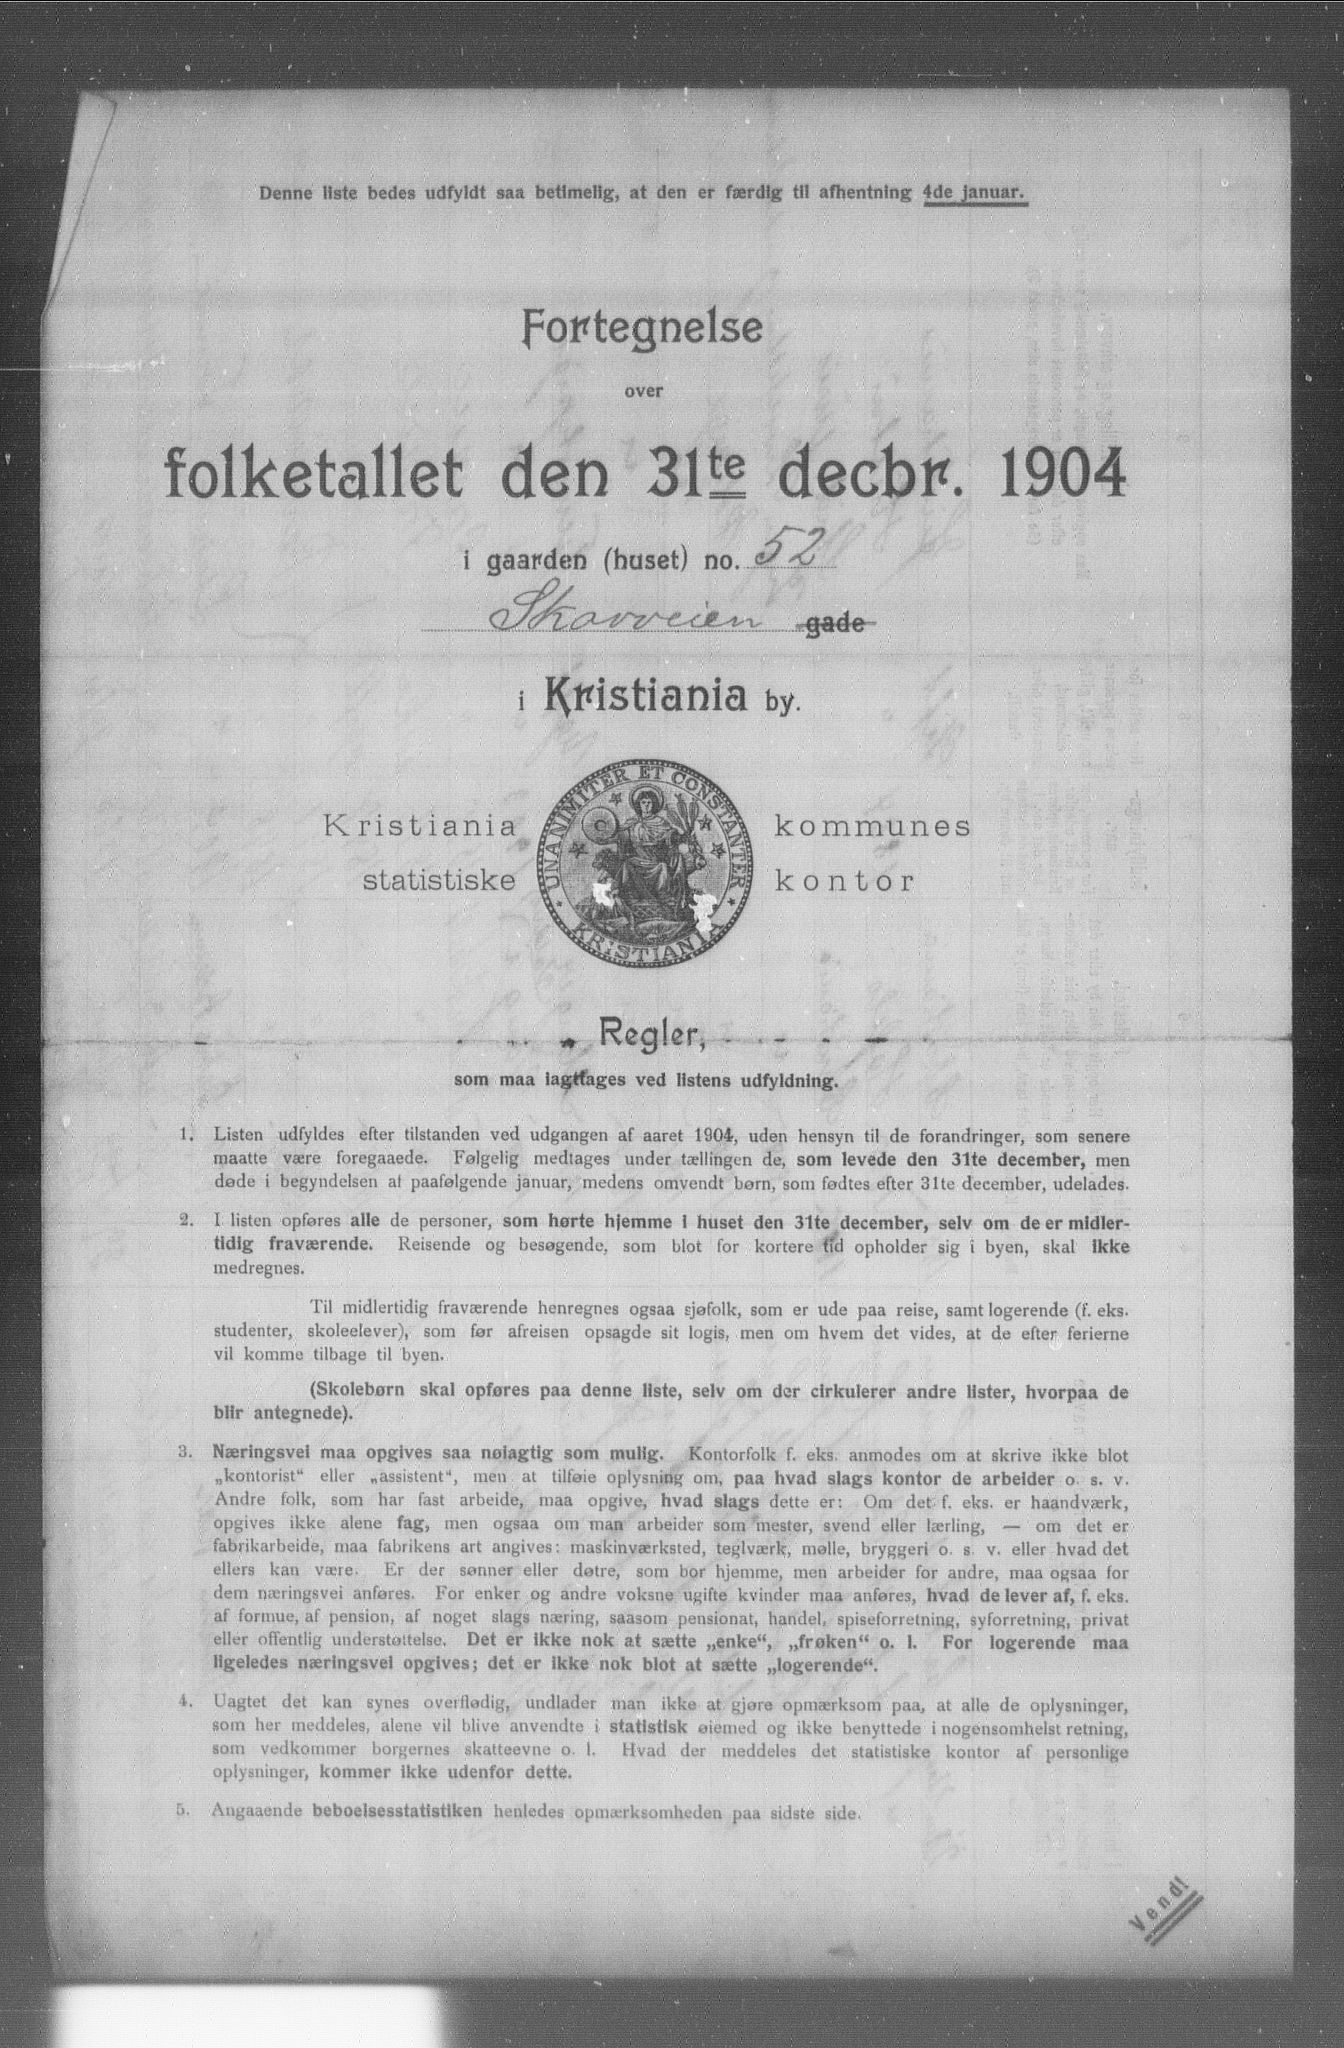 Denne liste bedes udfyldt saa betimelig, at den er færdig til afhentning 4de januar.
Fortegnelse
over
folketallet den 31te decbr. 1904
i gaarden (huset) no. 52
Skovveien gade
i Kristiania by.
UNANIMITER ET CONSTANTER
KRISTIANIA
Kristiania kommunes
statistiske kontor
Regler,
som maa iagttages ved listens udfyldning.
1. Listen udfyldes efter tilstanden ved udgangen af aaret 1904, uden hensyn til de forandringer, som senere
maatte være foregaaede. Følgelig medtages under tællingen de, som levede den 31te december, men
døde i begyndelsen at paafølgende januar, medens omvendt børn, som fødtes efter 31te december, udelades.
2. I listen opføres alle de personer, som hørte hjemme i huset den 31te december, selv om de er midler-
tidig fraværende. Reisende og besøgende, som blot for kortere tid opholder sig i byen, skal ikke
medregnes.
Til midlertidig fraværende henregnes ogsaa sjøfolk, som er ude paa reise, samt logerende (f. eks.
studenter, skoleelever), som før afreisen opsagde sit logis, men om hvem det vides, at de efter ferierne
vil komme tilbage til byen.
(Skolebørn skal opføres paa denne liste, selv om der cirkulerer andre lister, hvorpaa de
blir antegnede).
3. Næringsvei maa opgives saa nøiagtig som mulig. Kontorfolk f. eks. anmodes om at skrive ikke blot
„kontorist“ eller „assistent“, men at tilføie oplysning om, paa hvad slags kontor de arbeider o. s. v.
Andre folk, som har fast arbeide, maa opgive, hvad slags dette er: Om det f. eks. er haandværk,
opgives ikke alene fag, men ogsaa om man arbeider som mester, svend eller lærling, — om det er
fabrikarbeide, maa fabrikens art angives: maskinværksted, teglværk, mølle, bryggeri o. s. v. eller hvad det
ellers kan være. Er der sønner eller døtre, som bor hjemme, men arbeider for andre, maa ogsaa for
dem næringsvei anføres. For enker og andre voksne ugifte kvinder maa anføres, hvad de lever af, f. eks.
af formue, af pension, af noget slags næring, saasom pensionat, handel, spiseforretning, syforretning, privat
eller offentlig understøttelse. Det er ikke nok at sætte „enke“, „frøken“ o. l. For logerende maa
ligeledes næringsvei opgives; det er ikke nok blot at sætte „logerende“.
4. Uagtet det kan synes overflødig, undlader man ikke at gjøre opmærksom paa, at alle de oplysninger,
som her meddeles, alene vil blive anvendte i statistisk øiemed og ikke benyttede i nogensomhelst retning,
som vedkommer borgernes skatteevne o. l. Hvad der meddeles det statistiske kontor af personlige
oplysninger, kommer ikke udenfor dette.
5. Angaaende beboelsesstatistiken henledes opmærksomheden paa sidste side.
Vend!